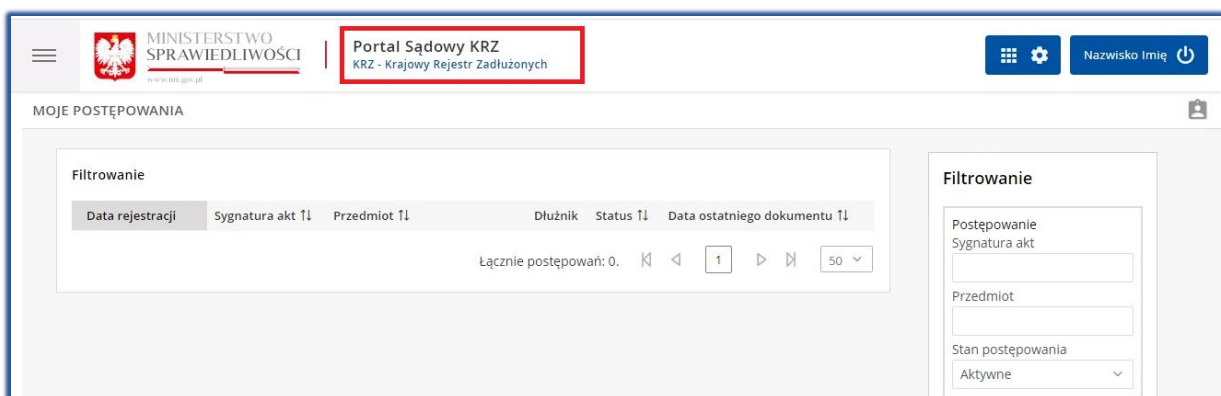 MINISTERSTWO
SPRAWIEDLIWOŚCI
www.ms.gov.pl
Portal Sądowy KRZ
KRZ - Krajowy Rejestr Zadłużonych
Nazwisko Imię
MOJE POSTĘPOWANIA
Filtrowanie
Data rejestracji Sygnatura akt Przedmiot Dłużnik Status Data ostatniego dokumentu
Łącznie postępowań: 0. 1 50
Filtrowanie
Postępowanie
Sygnatura akt
Przedmiot
Stan postępowania
Aktywne